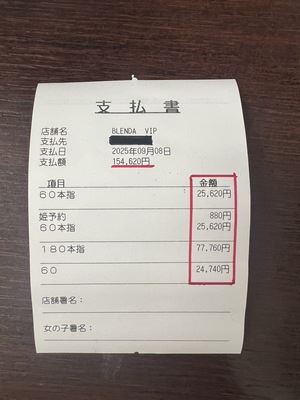 支払書
店舗名 BLENDA VIP
支払先
支払日 2025年09月08日
支払額 154,620円
項目 金額
60本指 25,620円
姫予約 880円
60本指 25,620円
180本指 77,760円
60 24,740円
店舗署名：
女の子署名：